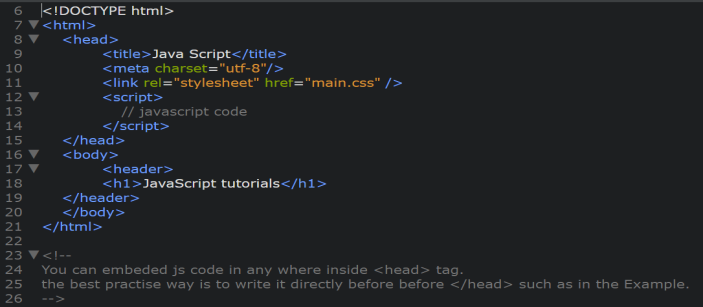 6 <!DOCTYPE html>
7 <html>
8 <head>
9 <title>Java Script</title>
10 <meta charset="utf-8"/>
11 <link rel="stylesheet" href="main.css" />
12 <script>
13 // javascript code
14 </script>
15 </head>
16 <body>
17 <header>
18 <h1>JavaScript tutorials</h1>
19 </header>
20 </body>
21 </html>
22
23 <!--
24 You can embeded js code in any where inside <head> tag.
25 the best practise way is to write it directly before before </head> such as in the Example.
26 -->